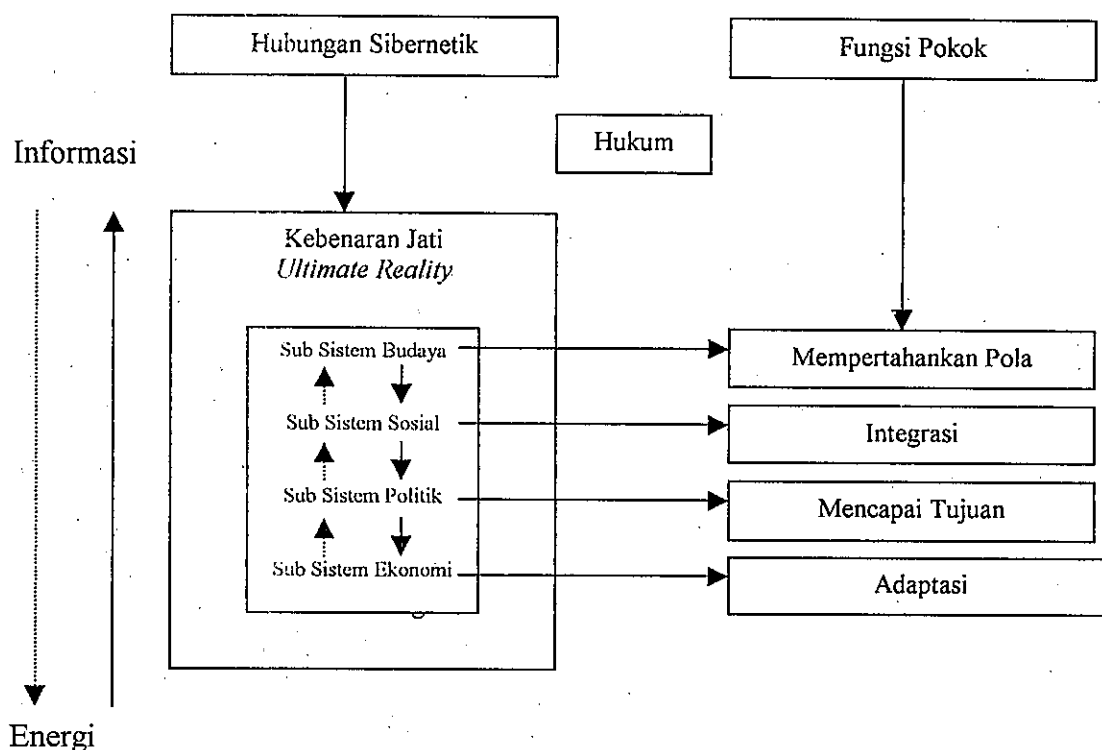 Hubungan Sibernetik
Fungsi Pokok
Hukum
Informasi
Kebenaran Jati
Ultimate Reality
Sub Sistem Budaya
Mempertahankan Pola
Sub Sistem Sosial
Integrasi
Sub Sistem Politik
Mencapai Tujuan
Sub Sistem Ekonomi
Adaptasi
Energi